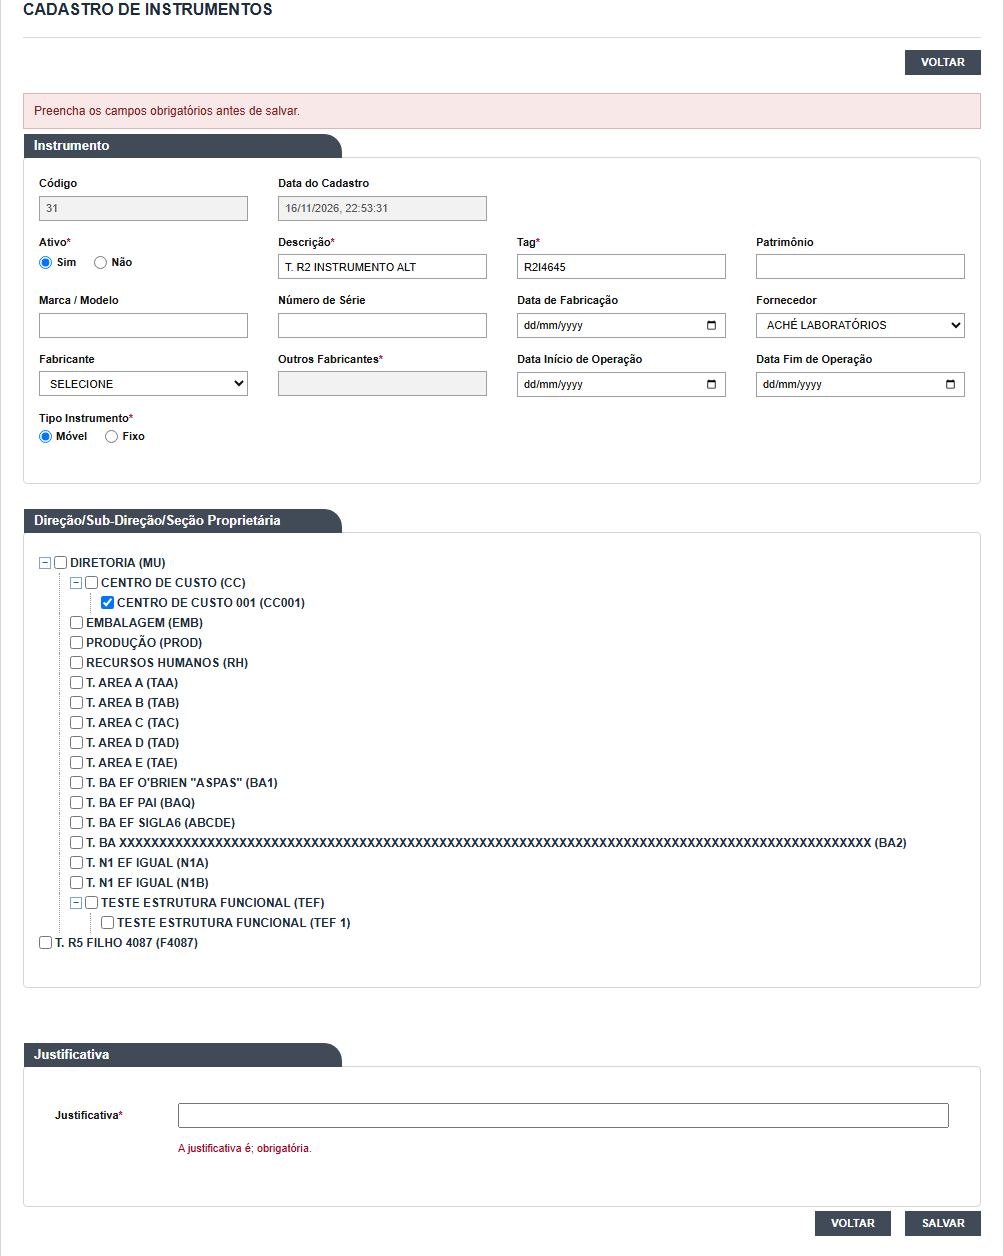 CADASTRO DE INSTRUMENTOS
VOLTAR
Preencha os campos obrigatórios antes de salvar.
Instrumento
Código Data do Cadastro
31 16/11/2026, 22:53:31
Ativo* Descrição* Tag* Patrimônio
Sim Não T. R2 INSTRUMENTO ALT R2I4645
Marca / Modelo Número de Série Data de Fabricação Fornecedor
dd/mm/yyyy ACHÉ LABORATÓRIOS
Fabricante Outros Fabricantes* Data Início de Operação Data Fim de Operação
SELECIONE dd/mm/yyyy dd/mm/yyyy
Tipo Instrumento*
Móvel Fixo
Direção/Sub-Direção/Seção Proprietária
DIRETORIA (MU)
CENTRO DE CUSTO (CC)
CENTRO DE CUSTO 001 (CC001)
EMBALAGEM (EMB)
PRODUÇÃO (PROD)
RECURSOS HUMANOS (RH)
T. AREA A (TAA)
T. AREA B (TAB)
T. AREA C (TAC)
T. AREA D (TAD)
T. AREA E (TAE)
T. BA EF O'BRIEN "ASPAS" (BA1)
T. BA EF PAI (BAQ)
T. BA EF SIGLA6 (ABCDE)
T. BA XXXXXXXXXXXXXXXXXXXXXXXXXXXXXXXXXXXXXXXXXXXXXXXXXXXXXXXXXXXXXXXXXXXXXXXXXXXXXXXXXXXXXXXXXXXXXX (BA2)
T. N1 EF IGUAL (N1A)
T. N1 EF IGUAL (N1B)
TESTE ESTRUTURA FUNCIONAL (TEF)
TESTE ESTRUTURA FUNCIONAL (TEF 1)
T. R5 FILHO 4087 (F4087)
Justificativa
Justificativa*
A justificativa é; obrigatória.
VOLTAR SALVAR